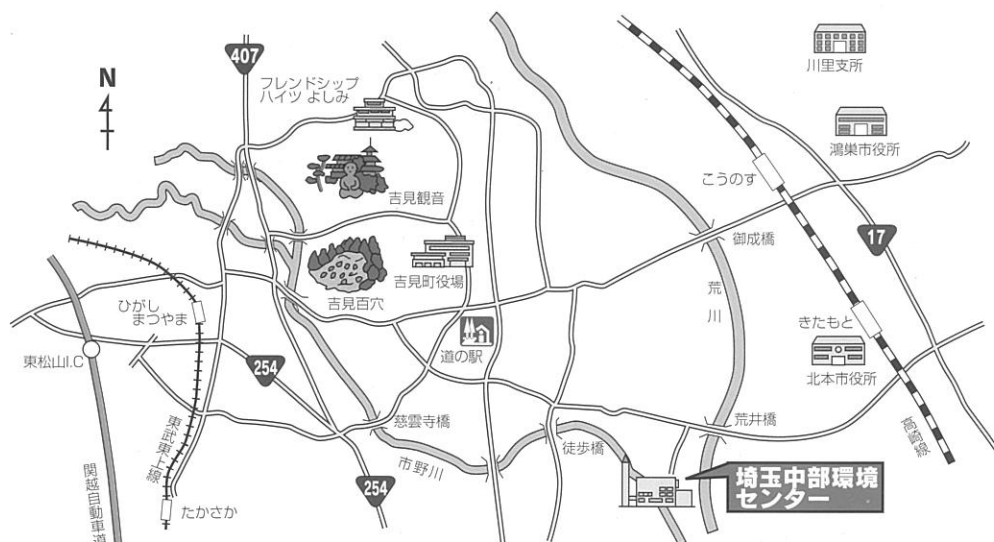 407
N
フレンドシップ
ハイツ よしみ
川里支所
鴻巣市役所
こうのす
吉見観音
御成橋
17
吉見町役場
吉見百穴
荒川
ひがし
まつやま
きたもと
道の駅
東松山I.C
254
北本市役所
慈雲寺橋
荒井橋
東武東上線
市野川
徒歩橋
高崎線
埼玉中部環境
センター
254
たかさか
関越自動車道